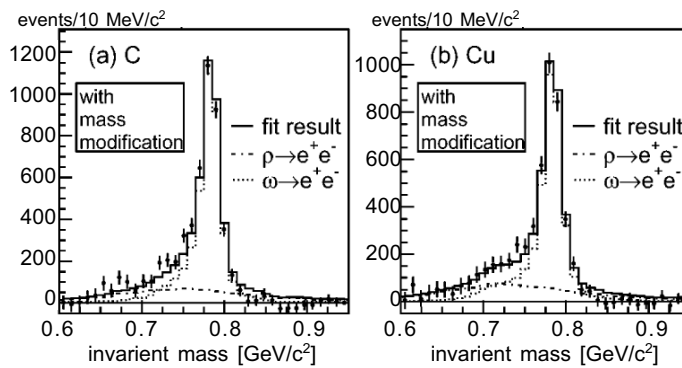 events/10 MeV/c²
(a) C
with
mass
modification
fit result
ρ→e⁺e⁻
ω→e⁺e⁻
1200
1000
800
600
400
200
0
0.6 0.7 0.8 0.9
invarient mass [GeV/c²]
events/10 MeV/c²
(b) Cu
with
mass
modification
fit result
ρ→e⁺e⁻
ω→e⁺e⁻
1000
800
600
400
200
0
0.6 0.7 0.8 0.9
invarient mass [GeV/c²]